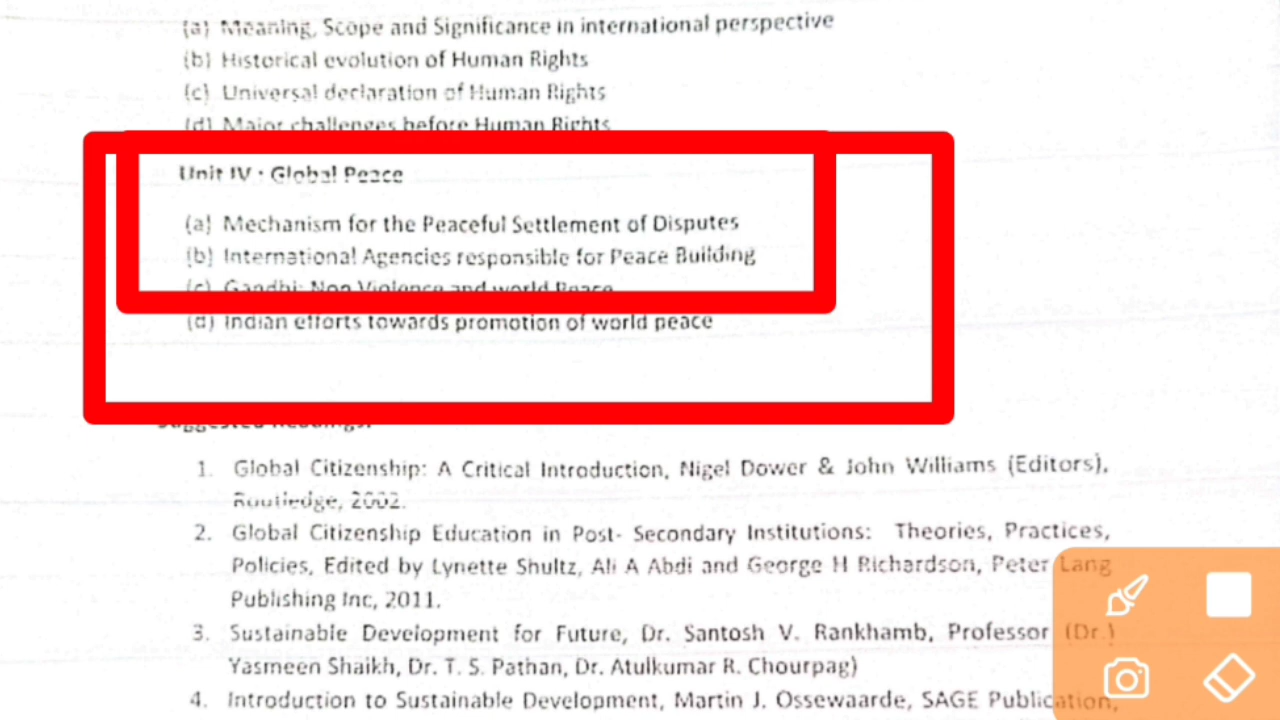 (a) Meaning, Scope and Significance in international perspective
(b) Historical evolution of Human Rights
(c) Universal declaration of Human Rights
(d) Major challenges before Human Rights
Unit IV : Global Peace
(a) Mechanism for the Peaceful Settlement of Disputes
(b) International Agencies responsible for Peace Building
(c) Gandhi: Non Violence and world Peace
(d) Indian efforts towards promotion of world peace
Suggested Readings:
1. Global Citizenship: A Critical Introduction, Nigel Dower & John Williams (Editors),
Routledge, 2002.
2. Global Citizenship Education in Post- Secondary Institutions: Theories, Practices,
Policies, Edited by Lynette Shultz, Ali A Abdi and George H Richardson, Peter Lang
Publishing Inc, 2011.
3. Sustainable Development for Future, Dr. Santosh V. Rankhamb, Professor (Dr.)
Yasmeen Shaikh, Dr. T. S. Pathan, Dr. Atulkumar R. Chourpag)
4. Introduction to Sustainable Development, Martin J. Ossewaarde, SAGE Publication,